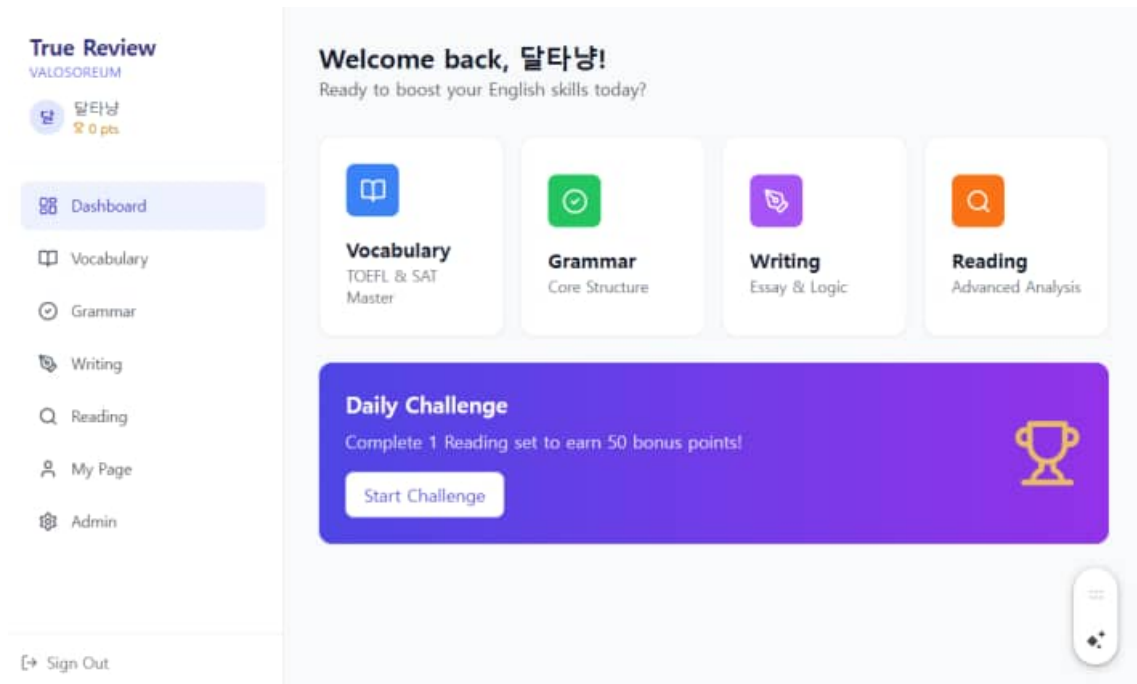 True Review
VALOSOREUM
달
달타냥
0 pts
Dashboard
Vocabulary
Grammar
Writing
Reading
My Page
Admin
Sign Out
Welcome back, 달타냥!
Ready to boost your English skills today?
Vocabulary
TOEFL & SAT
Master
Grammar
Core Structure
Writing
Essay & Logic
Reading
Advanced Analysis
Daily Challenge
Complete 1 Reading set to earn 50 bonus points!
Start Challenge